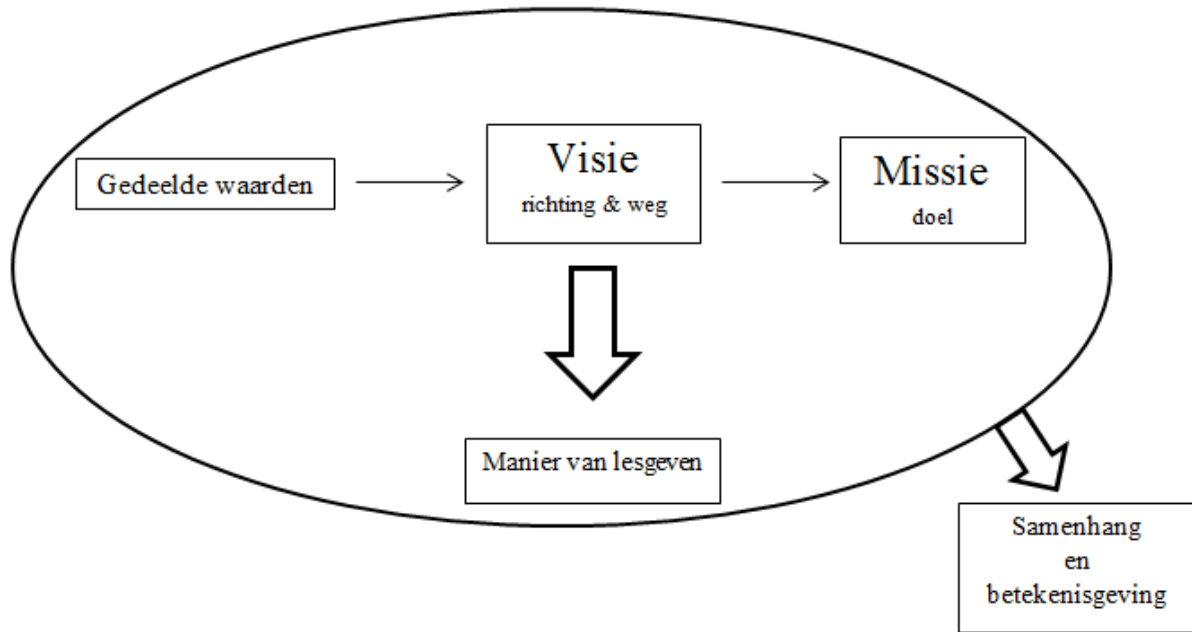 Gedeelde waarden
Visie
richting & weg
Missie
doel
Manier van lesgeven
Samenhang
en
betekenisgeving